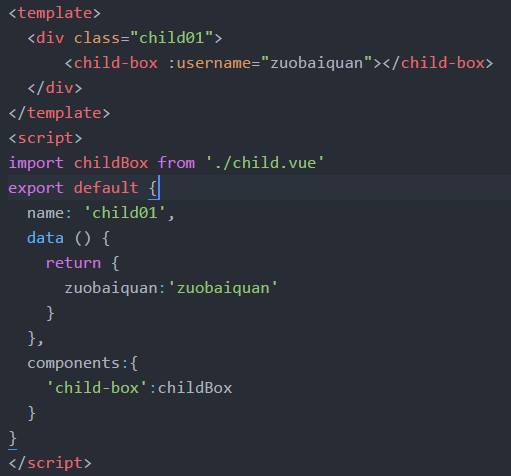 <template>
  <div class="child01">
      <child-box :username="zuobaiquan"></child-box>
  </div>
</template>
<script>
import childBox from './child.vue'
export default {
  name: 'child01',
  data () {
    return {
      zuobaiquan:'zuobaiquan'
    }
  },
  components:{
    'child-box':childBox
  }
}
</script>